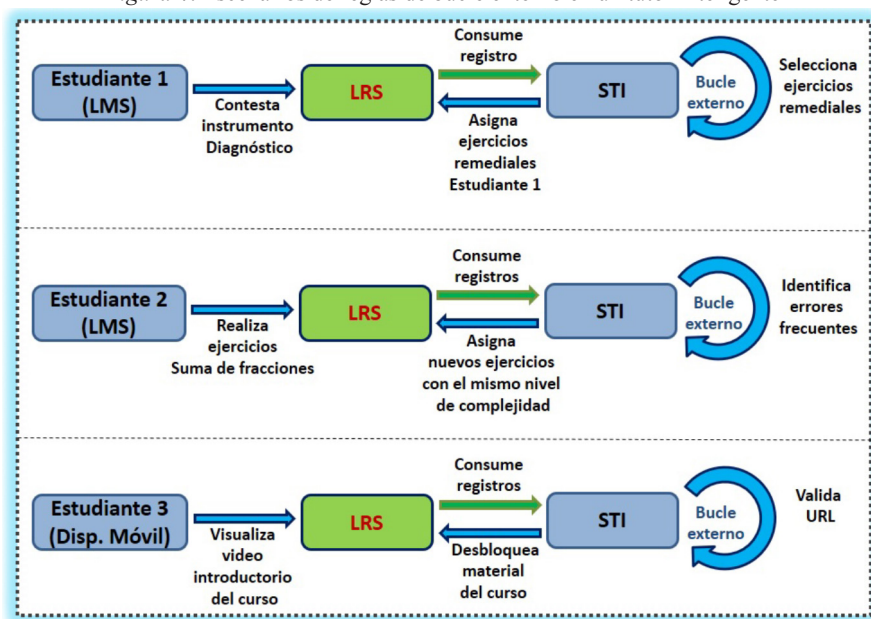 Estudiante 1
(LMS)
Contesta
instrumento
Diagnóstico
LRS
Consume
registro
Asigna
ejercicios
remediales
Estudiante 1
STI
Bucle
externo
Selecciona
ejercicios
remediales
Estudiante 2
(LMS)
Realiza
ejercicios
Suma de fracciones
LRS
Consume
registros
Asigna
nuevos ejercicios
con el mismo nivel
de complejidad
STI
Bucle
externo
Identifica
errores
frecuentes
Estudiante 3
(Disp. Móvil)
Visualiza
video
introductorio
del curso
LRS
Consume
registros
Desbloquea
material
del curso
STI
Bucle
externo
Valida
URL